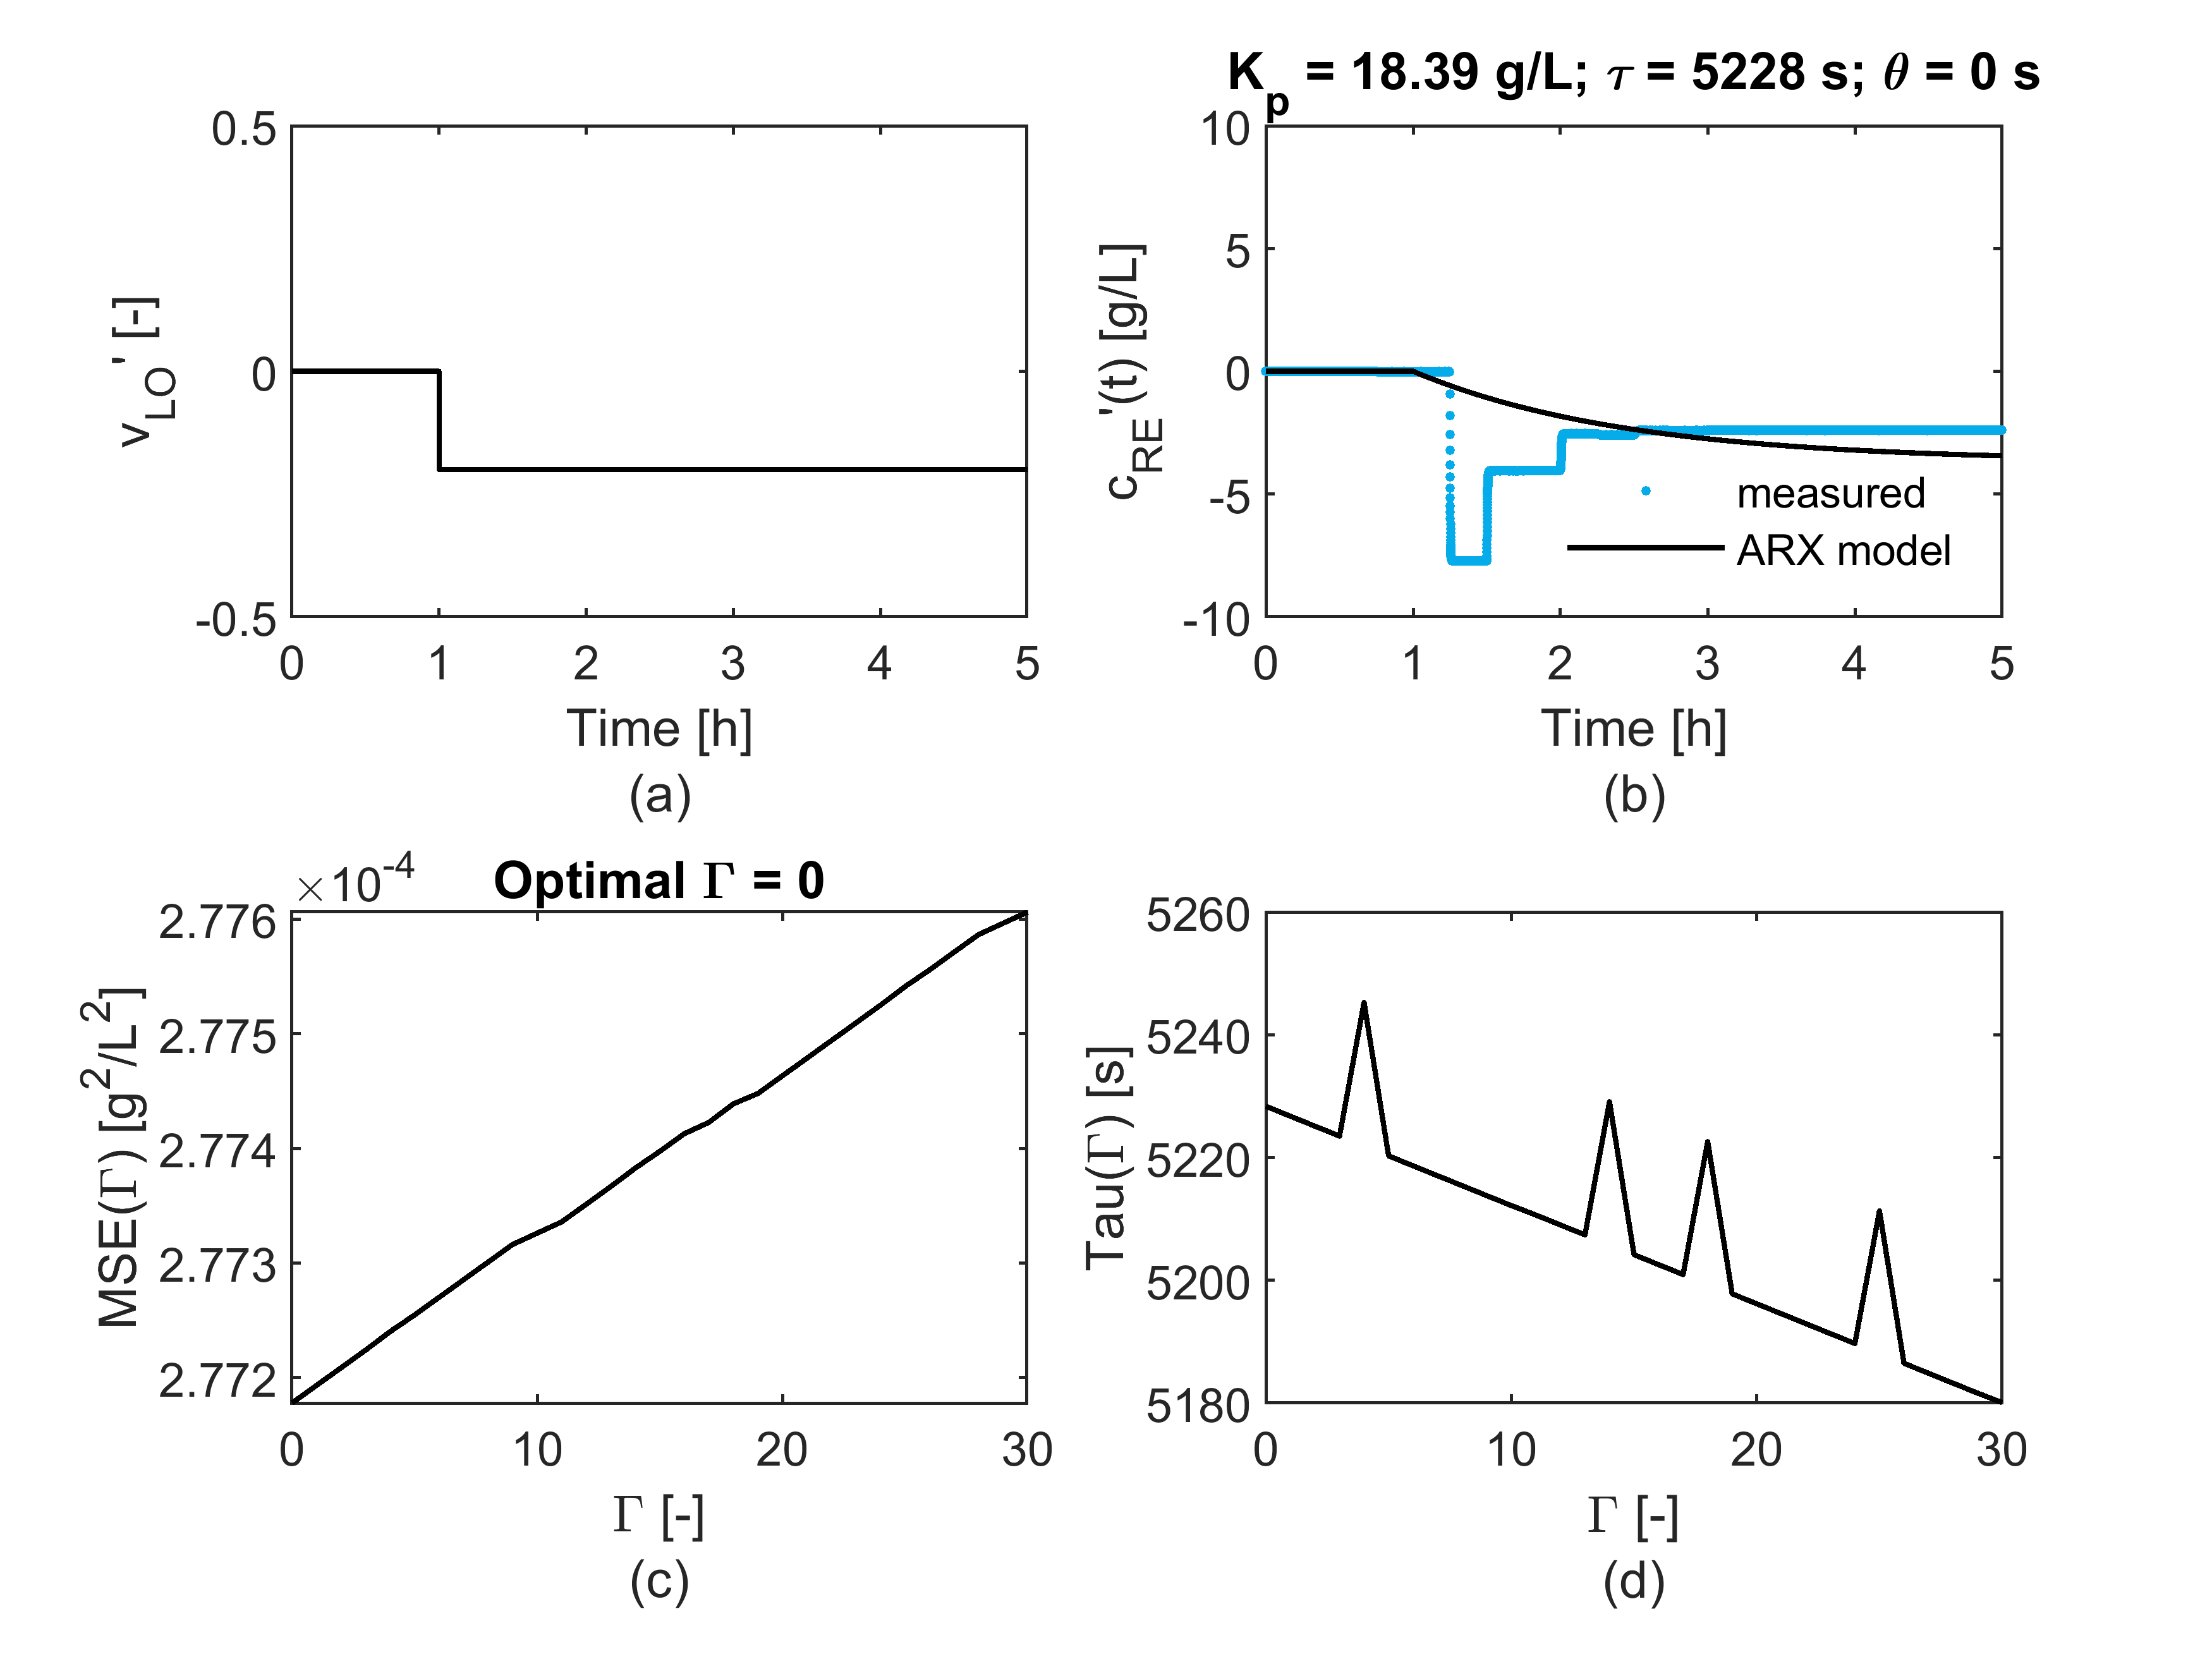 K_p = 18.39 g/L; τ = 5228 s; θ = 0 s
0.5
0
-0.5
v_LO' [-]
0 1 2 3 4 5
Time [h]
(a)
10
5
0
-5
-10
c_RE'(t) [g/L]
measured
ARX model
0 1 2 3 4 5
Time [h]
(b)
×10^-4
Optimal Γ = 0
2.776
2.775
2.774
2.773
2.772
MSE(Γ) [g^2/L^2]
0 10 20 30
Γ [-]
(c)
5260
5240
5220
5200
5180
Tau(Γ) [s]
0 10 20 30
Γ [-]
(d)